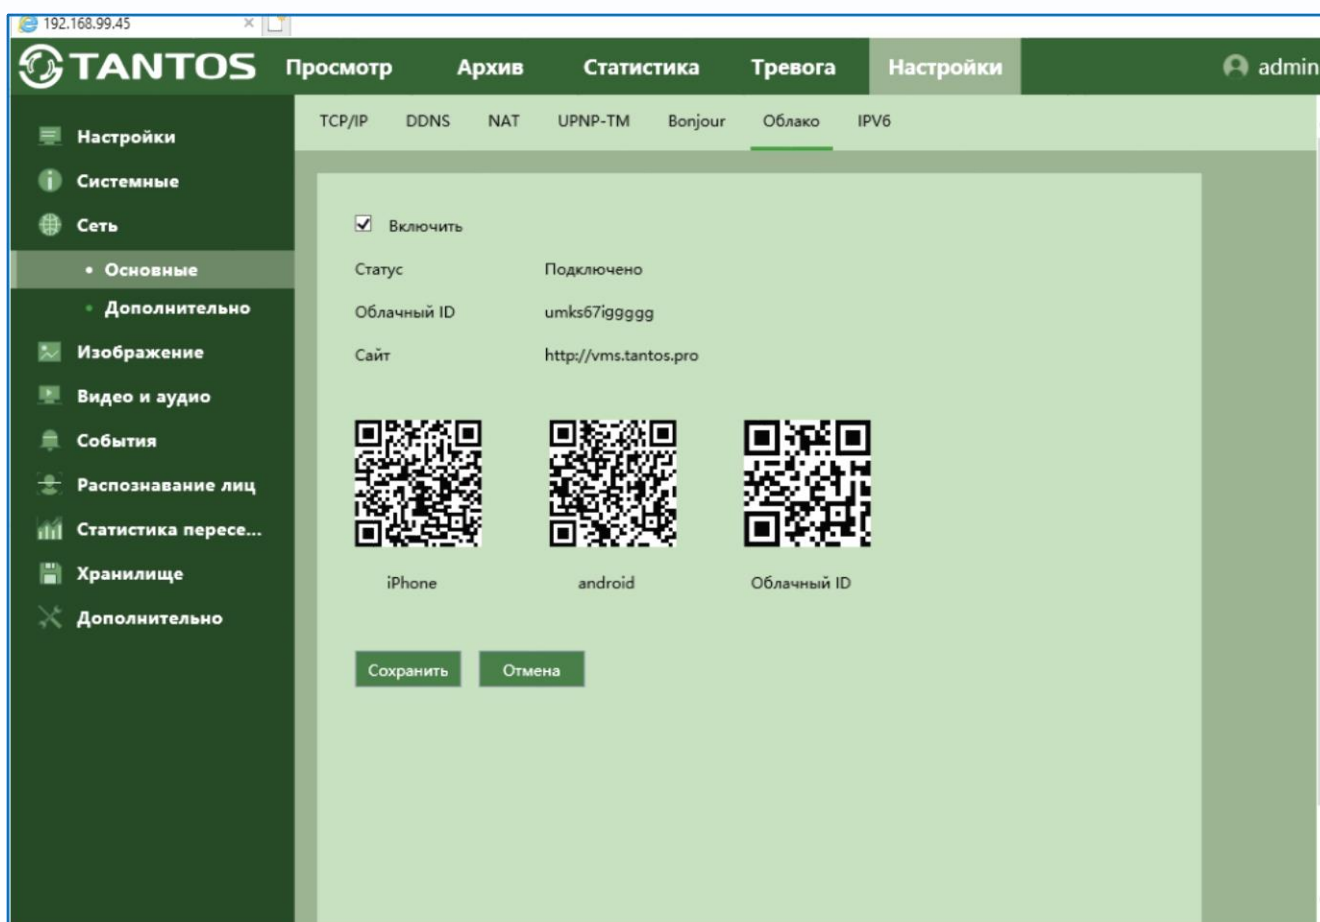 192.168.99.45
TANTOS Просмотр Архив Статистика Тревога Настройки admin
TCP/IP DDNS NAT UPNP-TM Bonjour Облако IPV6
Настройки
Системные
Сеть
• Основные
• Дополнительно
Изображение
Видео и аудио
События
Распознавание лиц
Статистика пересе...
Хранилище
Дополнительно
Включить
Статус Подключено
Облачный ID umks67iggggg
Сайт http://vms.tantos.pro
iPhone android Облачный ID
Сохранить Отмена